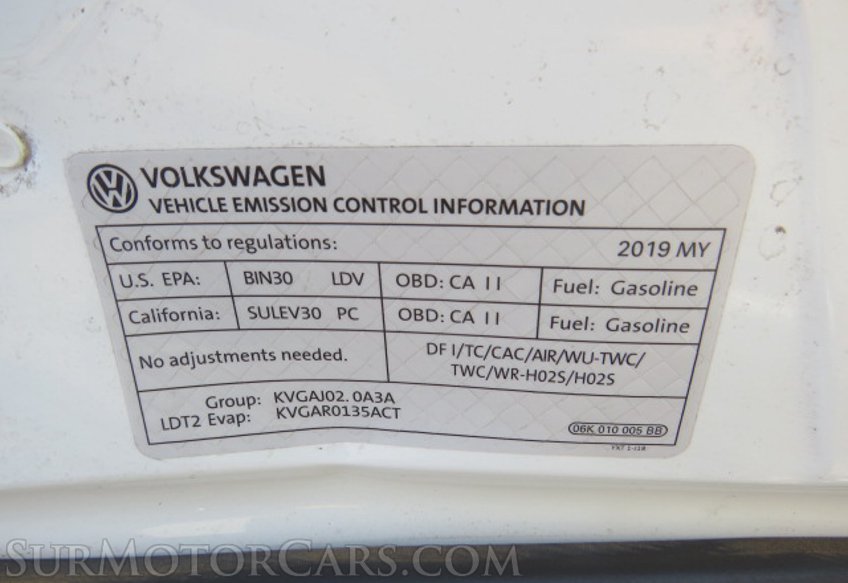 VOLKSWAGEN
VEHICLE EMISSION CONTROL INFORMATION
Conforms to regulations: 2019 MY
U.S. EPA: BIN30 LDV OBD: CA II Fuel: Gasoline
California: SULEV30 PC OBD: CA II Fuel: Gasoline
No adjustments needed.
DFI/TC/CAC/AIR/WU-TWC/
TWC/WR-HO2S/HO2S
Group: KVGAJ02.0A3A
LDT2 Evap: KVGAR0135ACT
06K 010 005 BB
SURMOTORCARS.COM